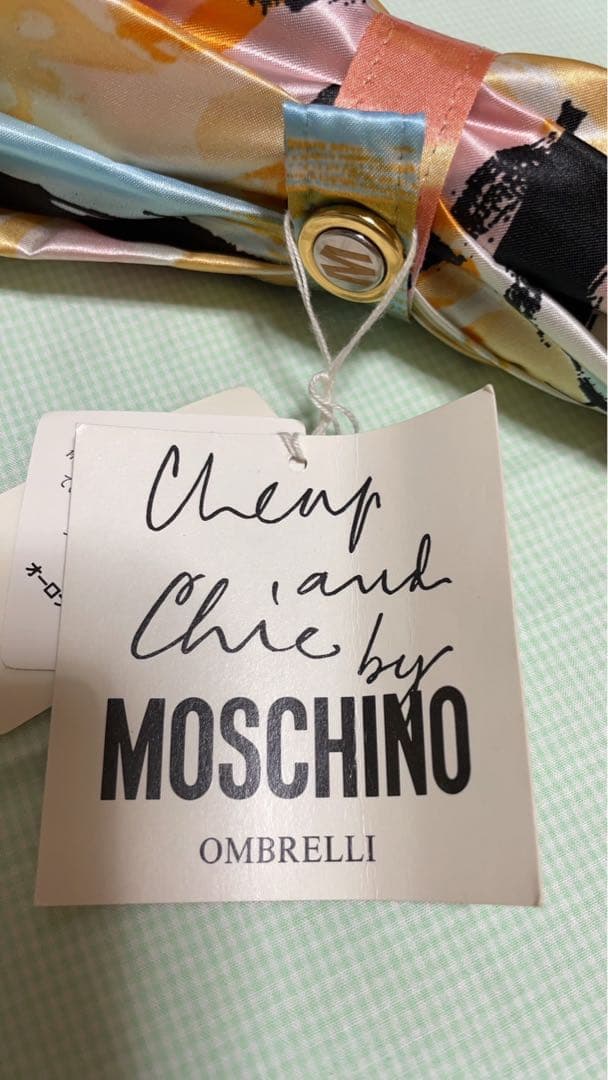 M
Cheap
and
Chic by
MOSCHINO
OMBRELLI